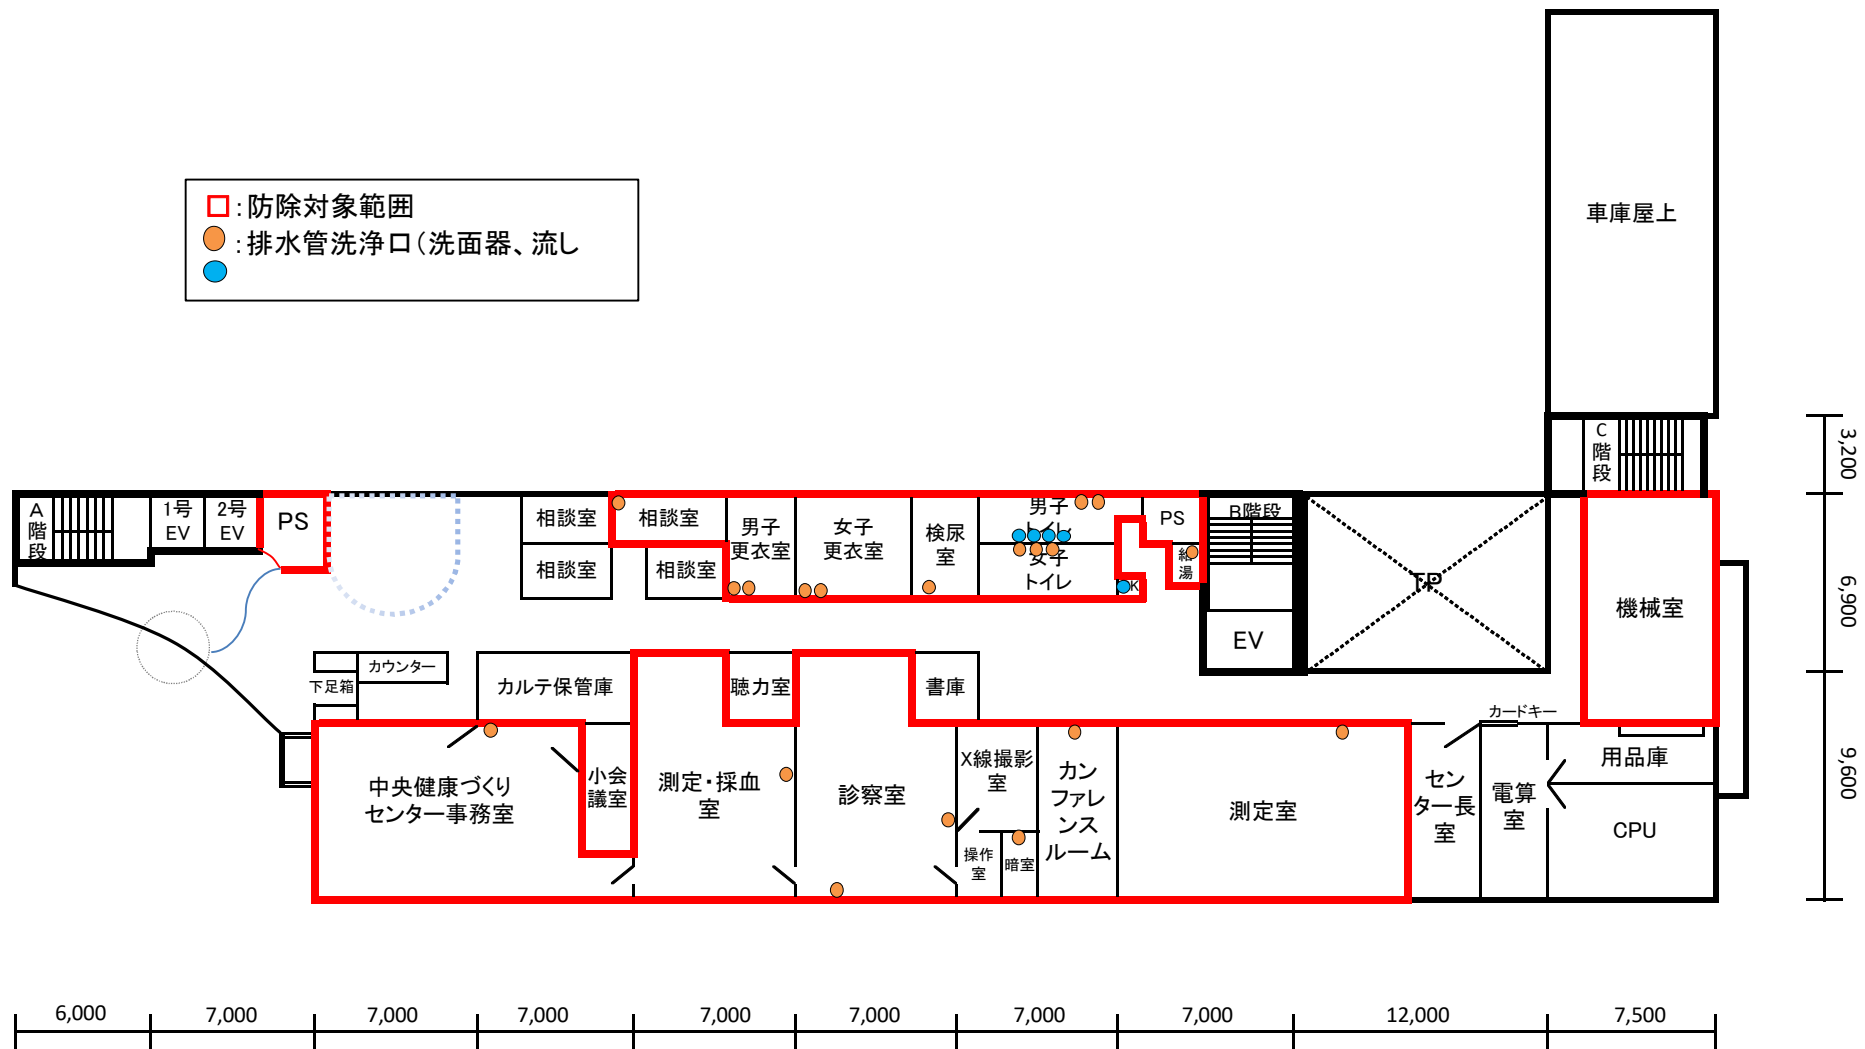 □:防除対象範囲
:排水管洗浄口(洗面器、流し
車庫屋上
C
階
段
3,200
A
階
段
1号
EV
2号
EV
PS
相談室
相談室
男子
更衣室
女子
更衣室
検尿
室
男子
トイレ
PS
B階段
相談室
相談室
女子
トイレ
給
湯
K
TP
機械室
6,900
EV
カウンター
下足箱
カルテ保管庫
聴力室
書庫
カードキー
中央健康づくり
センター事務室
小会
議室
測定・採血
室
診察室
X線撮影
室
操作
室
暗室
カン
ファレ
ンス
ルーム
測定室
セン
ター長
室
電算
室
用品庫
CPU
9,600
6,000
7,000
7,000
7,000
7,000
7,000
7,000
7,000
12,000
7,500